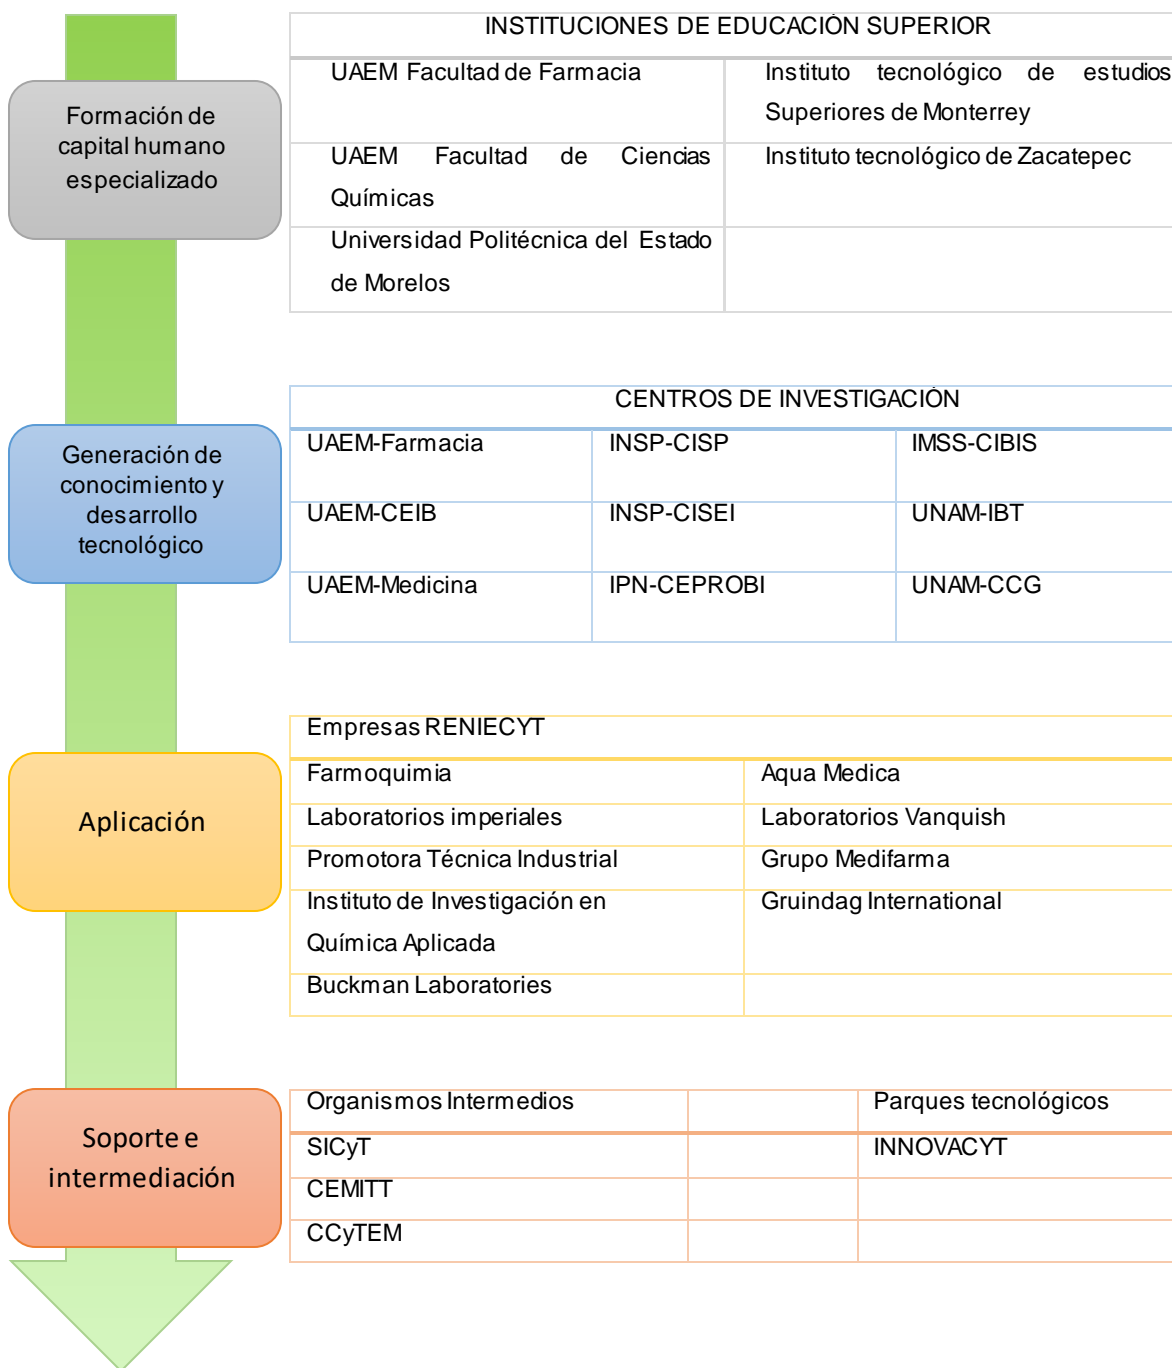 INSTITUCIONES DE EDUCACIÓN SUPERIOR
Formación de
capital humano
especializado
UAEM Facultad de Farmacia
Instituto tecnológico de estudios
Superiores de Monterrey
UAEM Facultad de Ciencias
Químicas
Instituto tecnológico de Zacatepec
Universidad Politécnica del Estado
de Morelos
CENTROS DE INVESTIGACIÓN
Generación de
conocimiento y
desarrollo
tecnológico
UAEM-Farmacia
INSP-CISP
IMSS-CIBIS
UAEM-CEIB
INSP-CISEI
UNAM-IBT
UAEM-Medicina
IPN-CEPROBI
UNAM-CCG
Empresas RENIECYT
Aplicación
Farmoquimia
Aqua Medica
Laboratorios imperiales
Laboratorios Vanquish
Promotora Técnica Industrial
Grupo Medifarma
Instituto de Investigación en
Química Aplicada
Gruindag International
Buckman Laboratories
Soporte e
intermediación
Organismos Intermedios
Parques tecnológicos
SICyT
INNOVACYT
CEMITT
CCyTEM